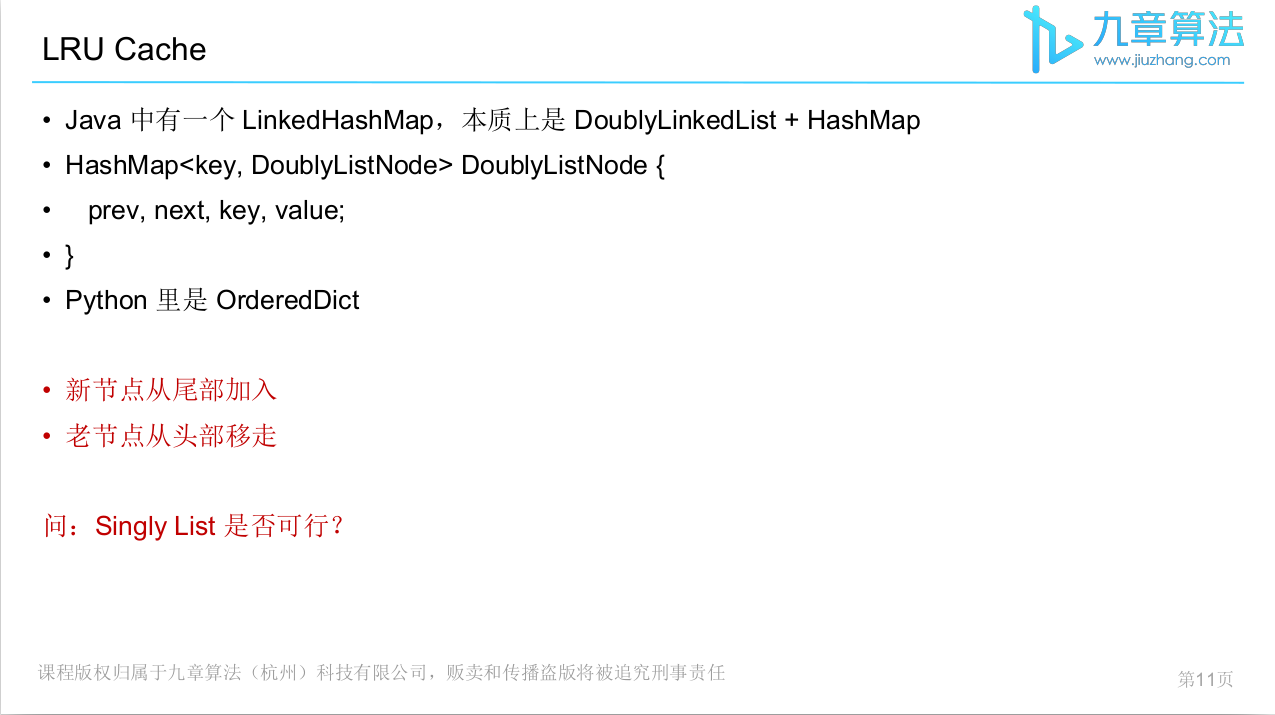 LRU Cache
九章算法
www.jiuzhang.com
• Java 中有一个 LinkedHashMap，本质上是 DoublyLinkedList + HashMap
• HashMap<key, DoublyListNode> DoublyListNode {
• prev, next, key, value;
• }
• Python 里是 OrderedDict
• 新节点从尾部加入
• 老节点从头部移走
问：Singly List 是否可行？
课程版权归属于九章算法（杭州）科技有限公司，贩卖和传播盗版将被追究刑事责任
第11页